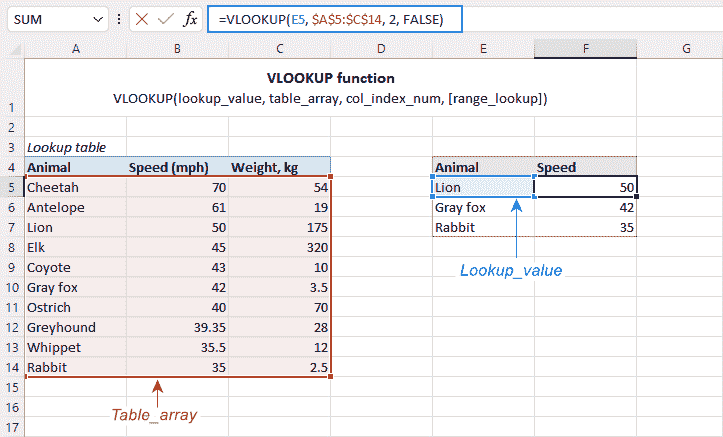 SUM fx =VLOOKUP(E5, $A$5:$C$14, 2, FALSE)
A B C D E F G
VLOOKUP function
1 VLOOKUP(lookup_value, table_array, col_index_num, [range_lookup])
2
3 Lookup table
4 Animal Speed (mph) Weight, kg Animal Speed
5 Cheetah 70 54 Lion 50
6 Antelope 61 19 Gray fox 42
7 Lion 50 175 Rabbit 35
8 Elk 45 320
9 Coyote 43 10 Lookup_value
10 Gray fox 42 3.5
11 Ostrich 40 70
12 Greyhound 39.35 28
13 Whippet 35.5 12
14 Rabbit 35 2.5
15
16 Table_array
17